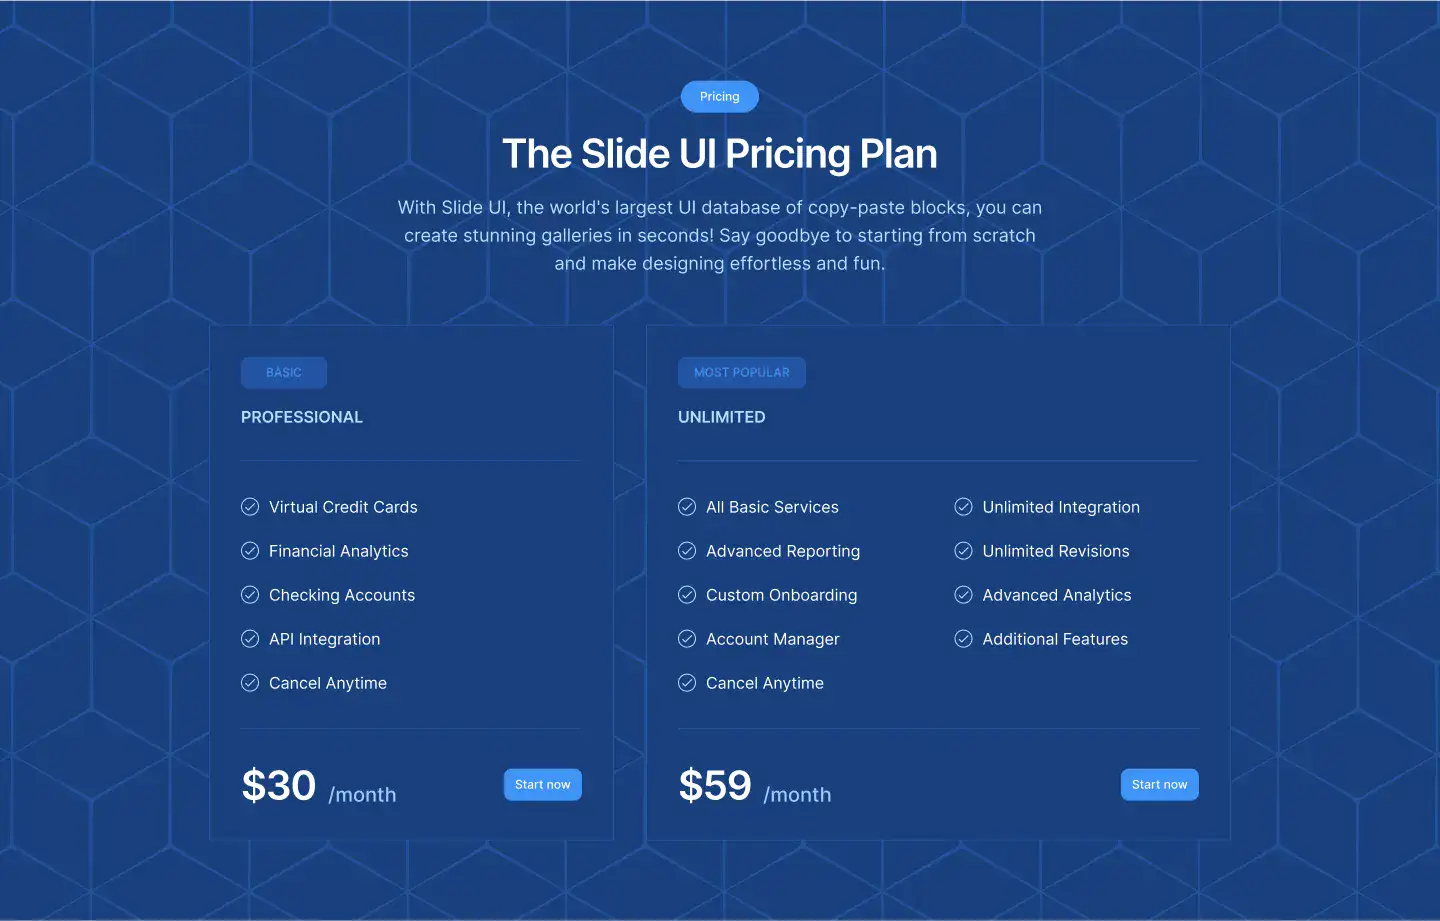 Pricing
The Slide UI Pricing Plan
With Slide UI, the world's largest UI database of copy-paste blocks, you can
create stunning galleries in seconds! Say goodbye to starting from scratch
and make designing effortless and fun.
BASIC
PROFESSIONAL
Virtual Credit Cards
Financial Analytics
Checking Accounts
API Integration
Cancel Anytime
$30 /month
Start now
MOST POPULAR
UNLIMITED
All Basic Services
Advanced Reporting
Custom Onboarding
Account Manager
Cancel Anytime
Unlimited Integration
Unlimited Revisions
Advanced Analytics
Additional Features
$59 /month
Start now